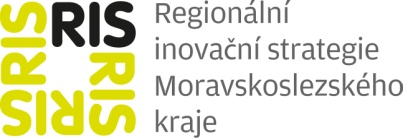 RIS RIS
RIS RIS
Regionální
inovační strategie
Moravskoslezského
kraje